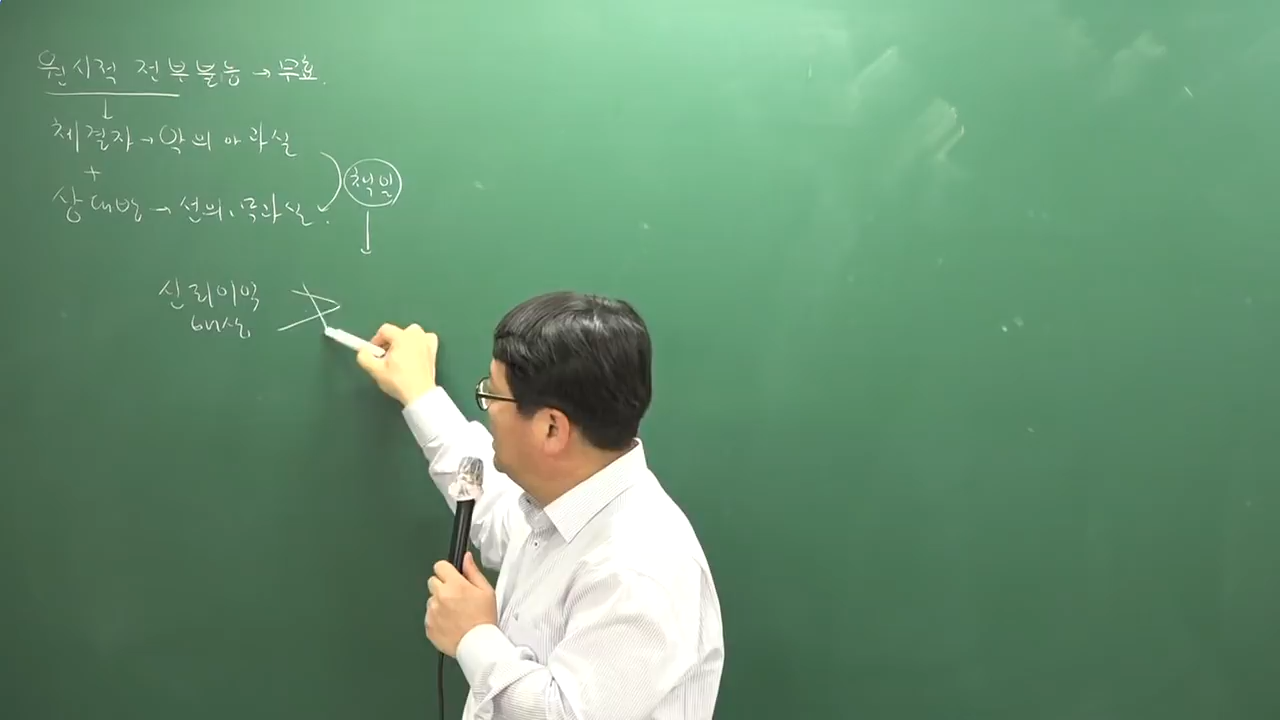 원시적 전부불능 → 무효.
↓
체결자 → 악의 or 과실
+
상대방 → 선의, 무과실.
책임
↓
신뢰이익
배상